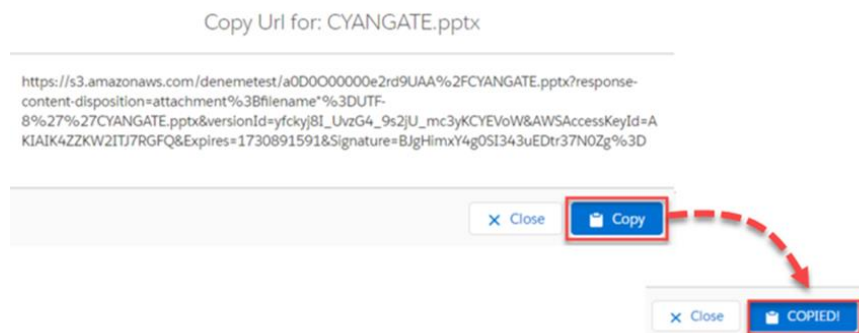 Copy Url for: CYANGATE.pptx
https://s3.amazonaws.com/denemetest/a0D0O00000e2rd9UAA%2FCYANGATE.pptx?response-
content-disposition=attachment%3Bfilename*%3DUTF-
8%27%27CYANGATE.pptx&versionId=yfckyj8I_UvzG4_9s2jU_mc3yKCYEVoW&AWSAccessKeyId=A
KIAIK4ZZKW2ITJ7RGFQ&Expires=1730891591&Signature=BJgHimxY4g0SI343uEDtr37N0Zg%3D
Close Copy
Close COPIED!